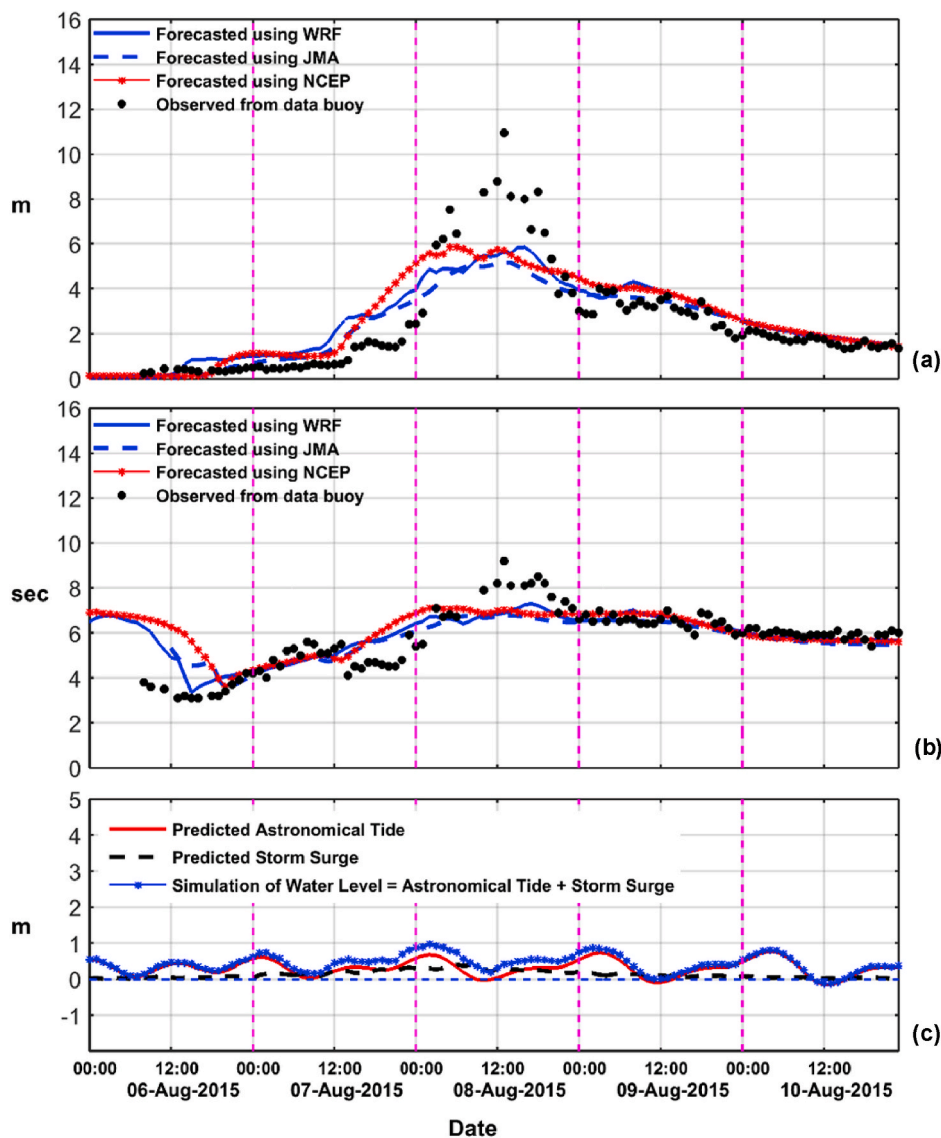 16
14
12
10
8
6
4
2
0
m
Forecasted using WRF
Forecasted using JMA
Forecasted using NCEP
Observed from data buoy
(a)
16
14
12
10
8
6
4
2
0
sec
Forecasted using WRF
Forecasted using JMA
Forecasted using NCEP
Observed from data buoy
(b)
5
4
3
2
1
0
-1
m
Predicted Astronomical Tide
Predicted Storm Surge
Simulation of Water Level = Astronomical Tide + Storm Surge
(c)
00:00 12:00 00:00 12:00 00:00 12:00 00:00 12:00 00:00 12:00
06-Aug-2015 07-Aug-2015 08-Aug-2015 09-Aug-2015 10-Aug-2015
Date